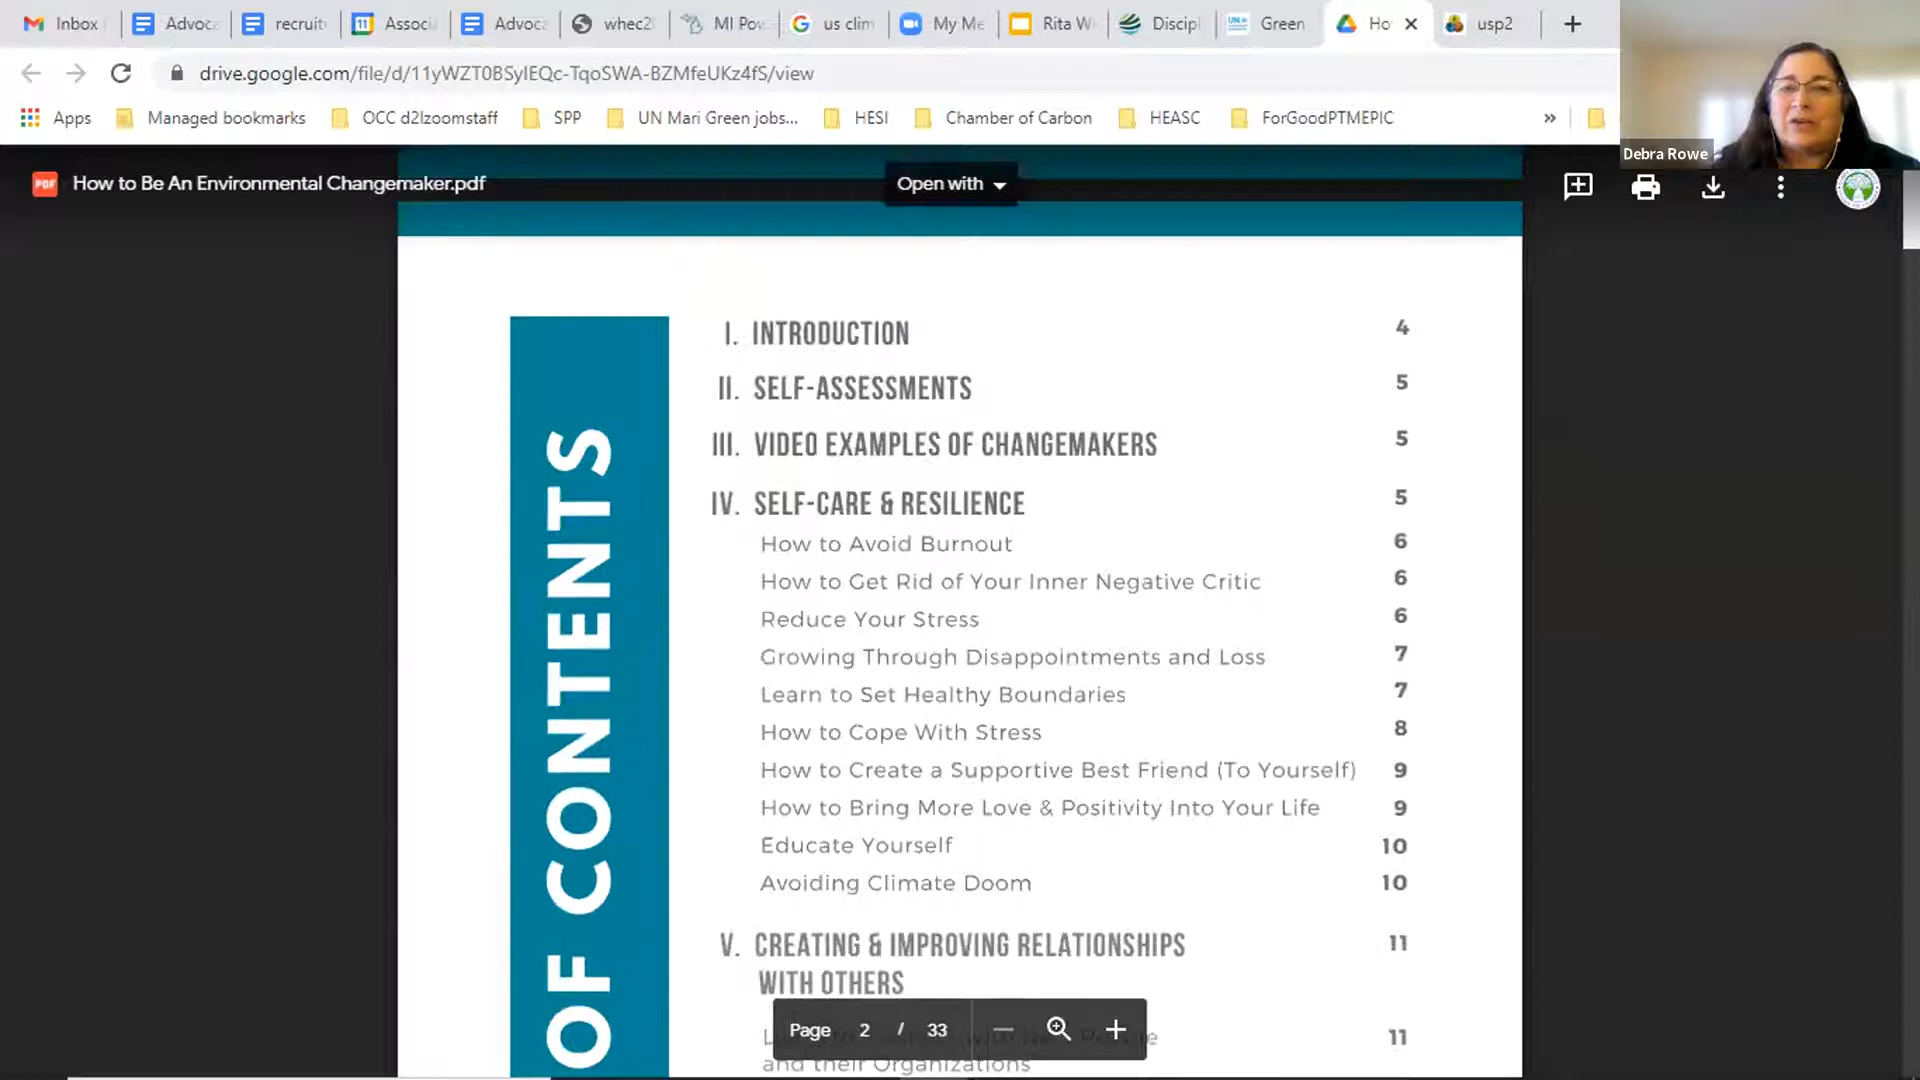 Inbox
Advoc
recruit
Associ
Advoc
whec2
MI Pow
us clim
My Me
Rita W
Discipl
Green
Ho
usp2
drive.google.com/file/d/11yWZT0BSylEQc-TqoSWA-BZMfeUKz4fS/view
Apps
Managed bookmarks
OCC d2lzoomstaff
SPP
UN Mari Green jobs...
HESI
Chamber of Carbon
HEASC
ForGoodPTMEPIC
»
Debra Rowe
PDF
How to Be An Environmental Changemaker.pdf
Open with
OF CONTENTS
I. INTRODUCTION 4
II. SELF-ASSESSMENTS 5
III. VIDEO EXAMPLES OF CHANGEMAKERS 5
IV. SELF-CARE & RESILIENCE 5
How to Avoid Burnout 6
How to Get Rid of Your Inner Negative Critic 6
Reduce Your Stress 6
Growing Through Disappointments and Loss 7
Learn to Set Healthy Boundaries 7
How to Cope With Stress 8
How to Create a Supportive Best Friend (To Yourself) 9
How to Bring More Love & Positivity Into Your Life 9
Educate Yourself 10
Avoiding Climate Doom 10
V. CREATING & IMPROVING RELATIONSHIPS 11
WITH OTHERS
11
and their Organizations
Page 2 / 33